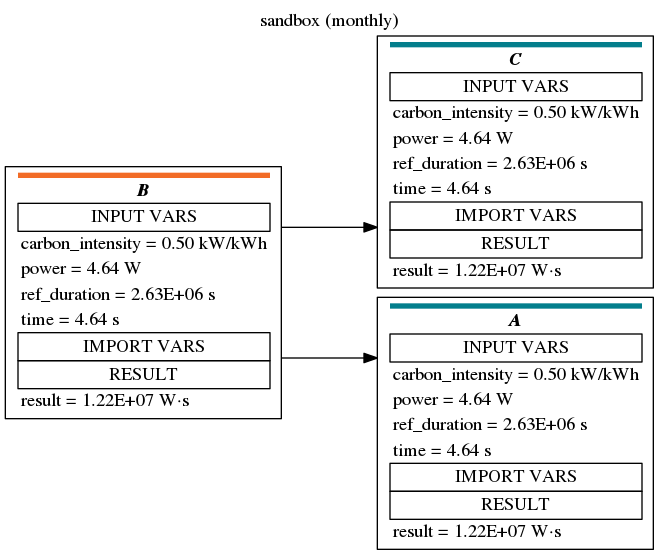 sandbox (monthly)
C
INPUT VARS
carbon_intensity = 0.50 kW/kWh
power = 4.64 W
ref_duration = 2.63E+06 s
time = 4.64 s
IMPORT VARS
RESULT
result = 1.22E+07 W·s
B
INPUT VARS
carbon_intensity = 0.50 kW/kWh
power = 4.64 W
ref_duration = 2.63E+06 s
time = 4.64 s
IMPORT VARS
RESULT
result = 1.22E+07 W·s
A
INPUT VARS
carbon_intensity = 0.50 kW/kWh
power = 4.64 W
ref_duration = 2.63E+06 s
time = 4.64 s
IMPORT VARS
RESULT
result = 1.22E+07 W·s